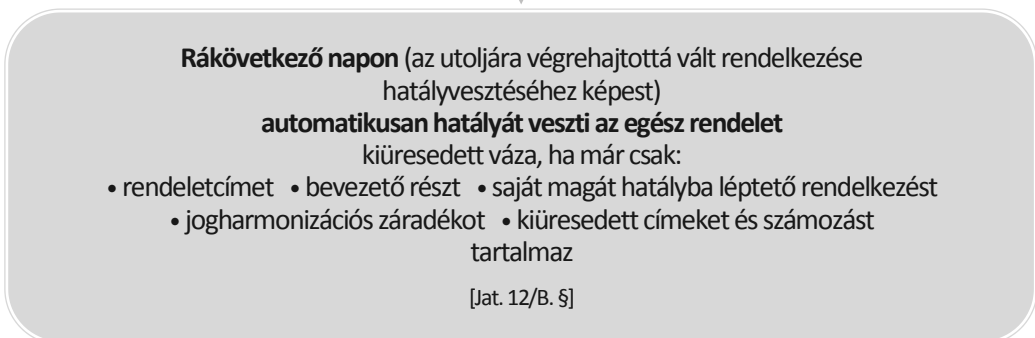 Rákövetkező napon (az utoljára végrehajtottá vált rendelkezése
hatályvesztéséhez képest)
automatikusan hatályát veszti az egész rendelet
kiüresedett váza, ha már csak:
• rendeletcímet • bevezető részt • saját magát hatályba léptető rendelkezést
• jogharmonizációs záradékot • kiüresedett címeket és számozást
tartalmaz
[Jat. 12/B. §]